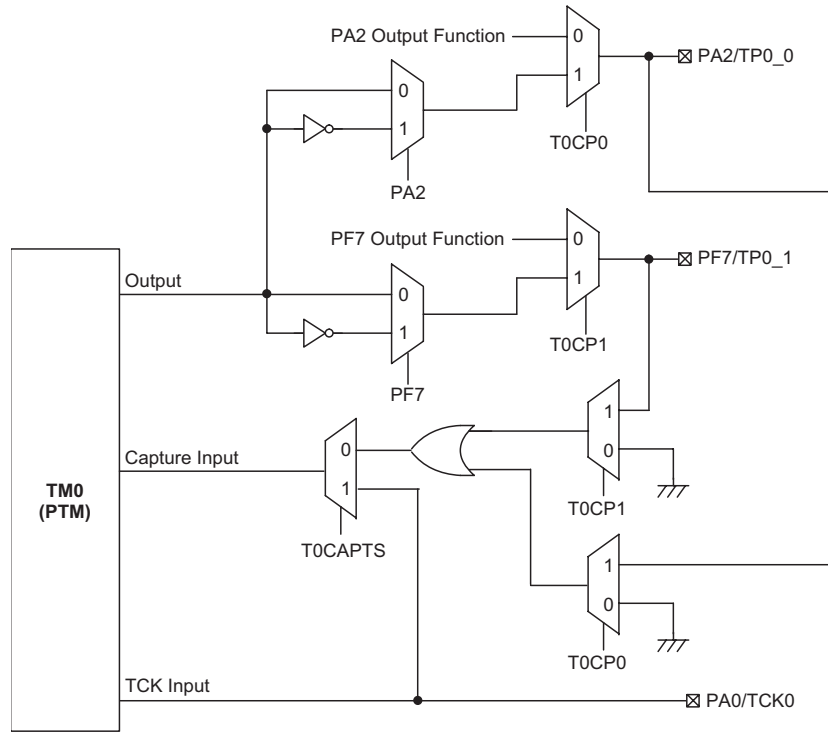 PA2 Output Function
0
1
PA2/TP0_0
T0CP0
0
1
PA2
PF7 Output Function
0
1
PF7/TP0_1
T0CP1
Output
0
1
PF7
1
0
T0CP1
Capture Input
0
1
T0CAPTS
TM0
(PTM)
1
0
T0CP0
TCK Input
PA0/TCK0